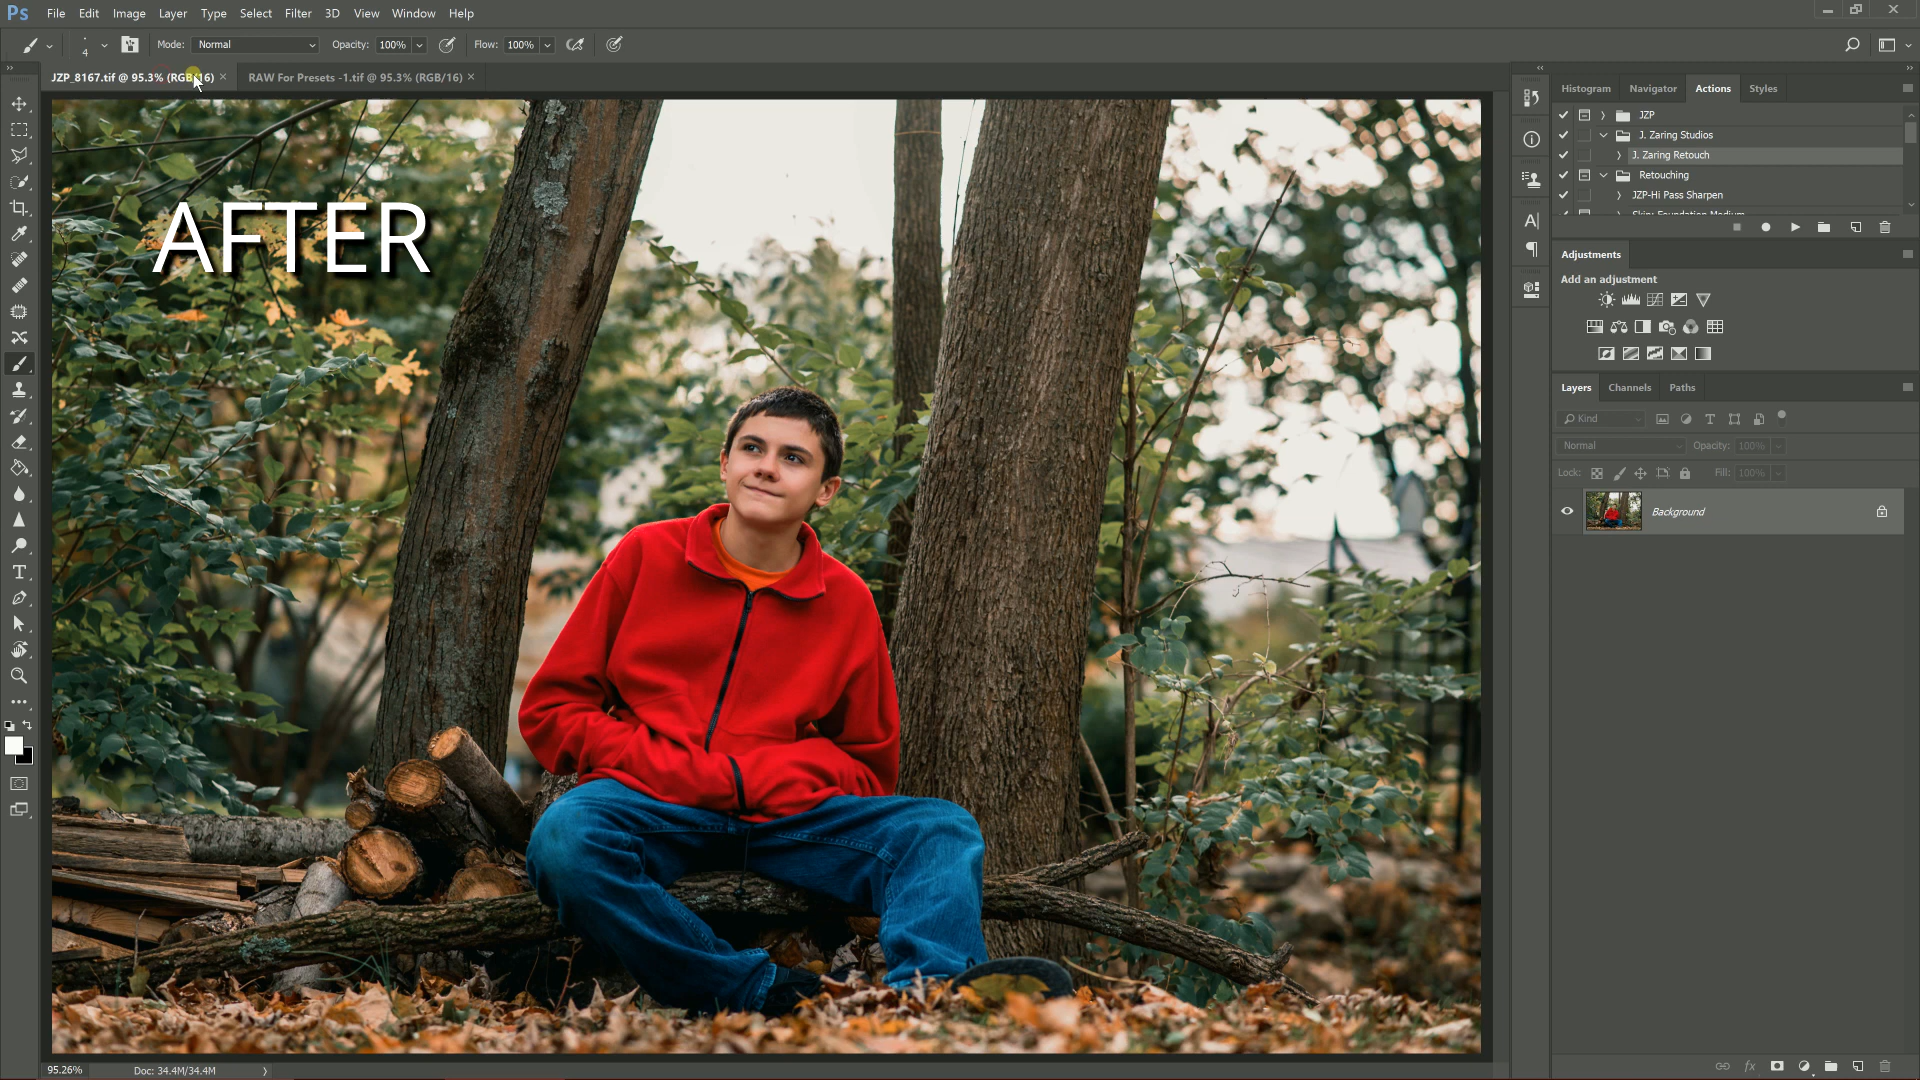 Ps File Edit Image Layer Type Select Filter 3D View Window Help
4 Mode: Normal Opacity: 100% Flow: 100%
JZP_8167.tif @ 95.3% (RGB/16) × RAW For Presets -1.tif @ 95.3% (RGB/16) ×
Histogram Navigator Actions Styles
JZP
J. Zaring Studios
J. Zaring Retouch
Retouching
JZP-Hi Pass Sharpen
AFTER
Adjustments
Add an adjustment
Layers Channels Paths
Kind
Normal Opacity: 100%
Lock: Fill: 100%
Background
95.26% Doc: 34.4M/34.4M
fx